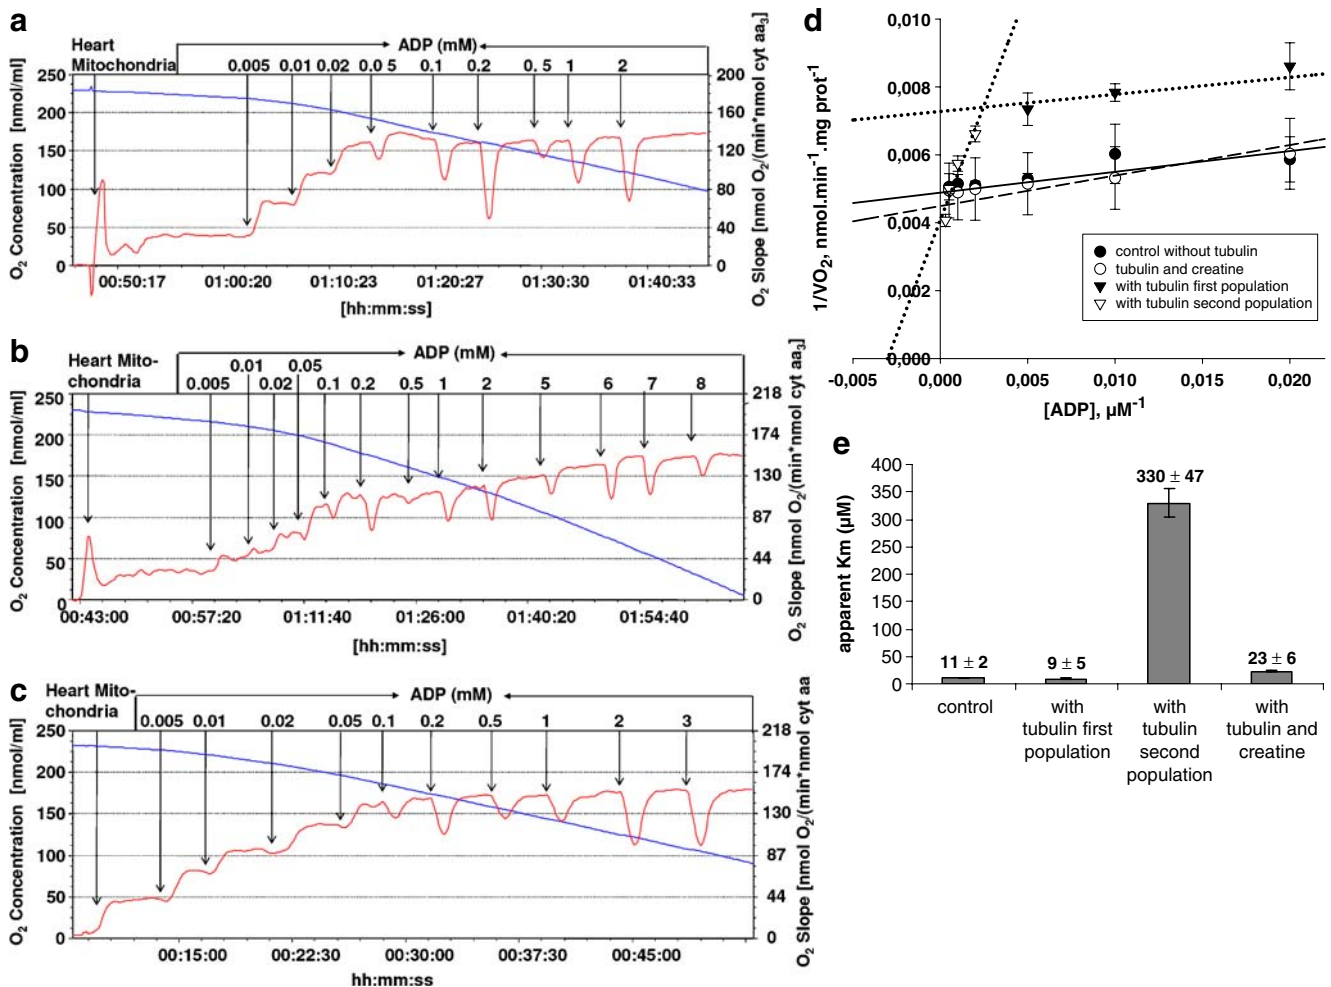 a
Heart
Mitochondria
ADP (mM)
0.005 0.01 0.02 0.0 5 0.1 0.2 0. 5 1 2
O2 Concentration [nmol/ml]
250
200
150
100
50
0
200
160
120
80
40
0
O2 Slope [nmol O2/(min*nmol cyt aa3]
00:50:17 01:00:20 01:10:23 01:20:27 01:30:30 01:40:33
[hh:mm:ss]
b
Heart Mito-
chondria
ADP (mM)
0.01 0.05
0.005 0.02 0.1 0.2 0.5 1 2 5 6 7 8
O2 Concentration [nmol/ml]
250
200
150
100
50
0
218
174
130
87
44
0
O2 Slope [nmol O2/(min*nmol cyt aa3]
00:43:00 00:57:20 01:11:40 01:26:00 01:40:20 01:54:40
[hh:mm:ss]
c
Heart Mito-
chondria
ADP (mM)
0.005 0.01 0.02 0.05 0.1 0.2 0.5 1 2 3
O2 Concentration [nmol/ml]
250
200
150
100
50
0
218
174
130
87
44
0
O2 Slope [nmol O2/(min*nmol cyt aa
00:15:00 00:22:30 00:30:00 00:37:30 00:45:00
hh:mm:ss
d
1/VO2, nmol.min-1.mg prot-1
0,010
0,008
0,006
0,004
0,002
0,000
-0,005 0,000 0,005 0,010 0,015 0,020
[ADP], µM-1
control without tubulin
tubulin and creatine
with tubulin first population
with tubulin second population
e
apparent Km (µM)
400
350
300
250
200
150
100
50
0
11 ± 2
9 ± 5
330 ± 47
23 ± 6
control
with
tubulin first
population
with
tubulin
second
population
with
tubulin and
creatine